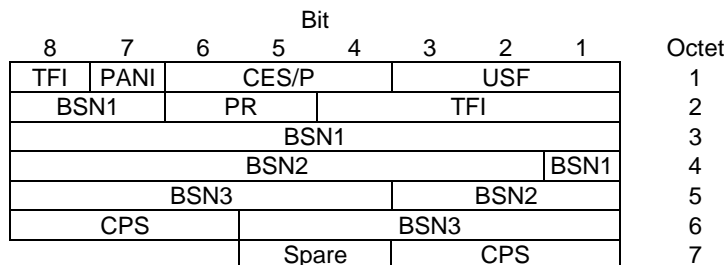 Bit
8 7 6 5 4 3 2 1 Octet
TFI PANI CES/P USF 1
BSN1 PR TFI 2
BSN1 3
BSN2 BSN1 4
BSN3 BSN2 5
CPS BSN3 6
Spare CPS 7